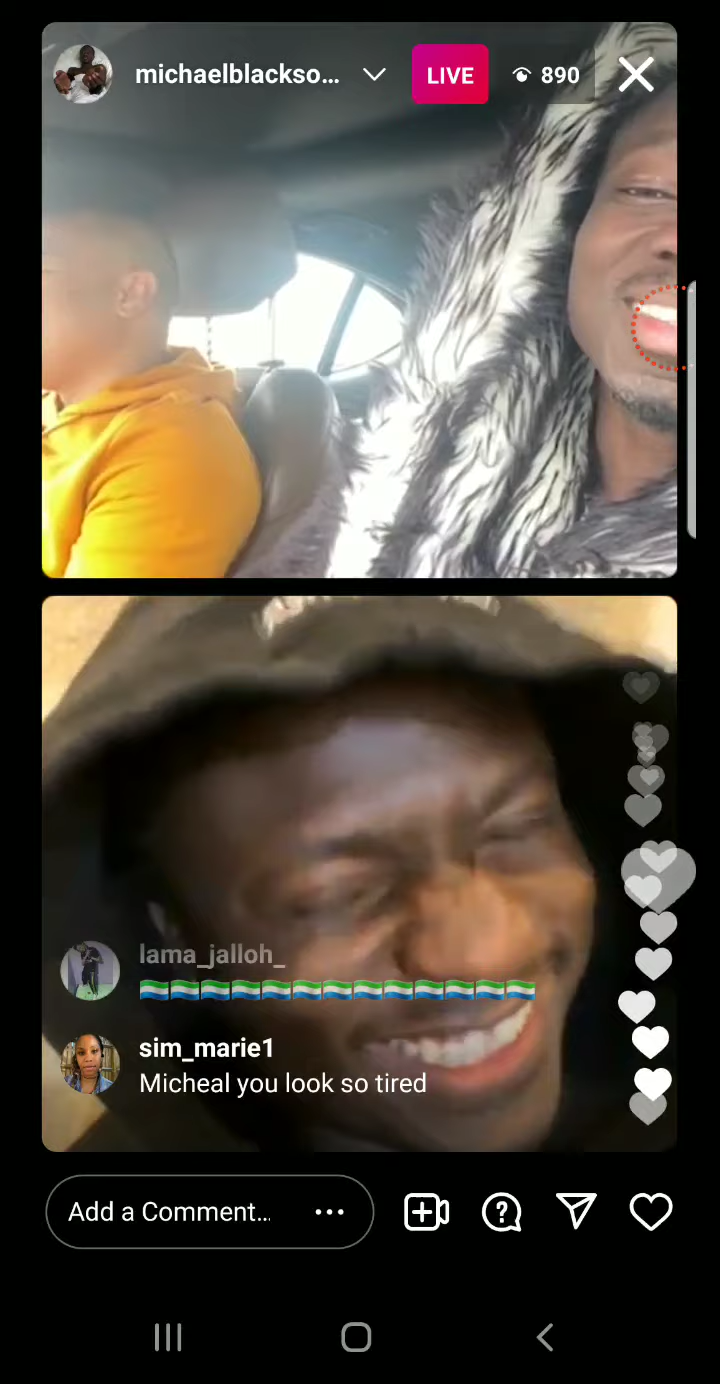 michaelblackso...
LIVE
890
lama_jalloh_
🇸🇱🇸🇱🇸🇱🇸🇱🇸🇱🇸🇱🇸🇱🇸🇱🇸🇱🇸🇱🇸🇱🇸🇱🇸🇱
sim_marie1
Micheal you look so tired
Add a Comment...